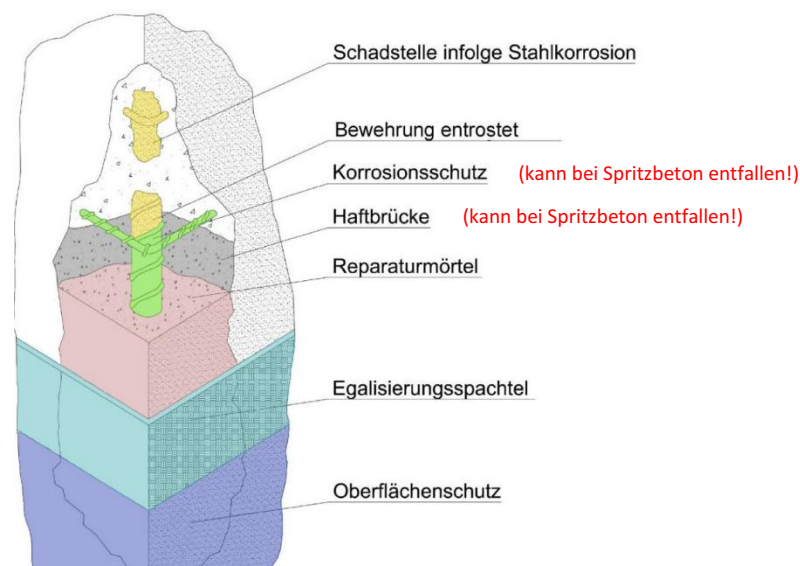 Schadstelle infolge Stahlkorrosion
Bewehrung entrostet
Korrosionsschutz (kann bei Spritzbeton entfallen!)
Haftbrücke (kann bei Spritzbeton entfallen!)
Reparaturmörtel
Egalisierungsspachtel
Oberflächenschutz